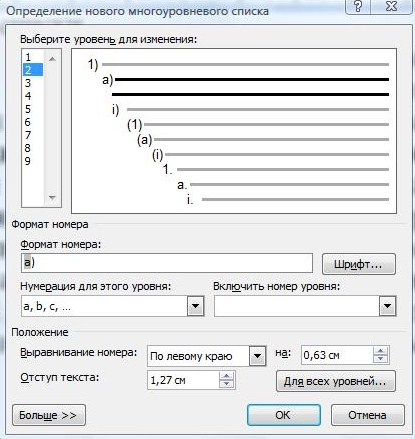 Определение нового многоуровневого списка
Выберите уровень для изменения:
1
2
3
4
5
6
7
8
9
1)
a)
i)
(1)
(a)
(i)
1.
a.
i.
Формат номера
Формат номера:
a)
Шрифт...
Нумерация для этого уровня: Включить номер уровня:
a, b, c, ...
Положение
Выравнивание номера: По левому краю на: 0,63 см
Отступ текста: 1,27 см Для всех уровней...
Больше >> ОК Отмена